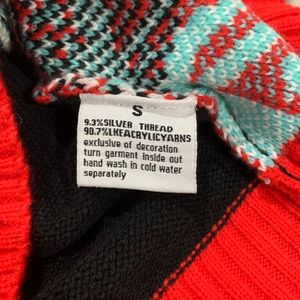 S
9.3%SILVER THREAD
90.7%LKEACRYLICYARNS
exclusive of decoration
turn garment inside out
hand wash in cold water
separately